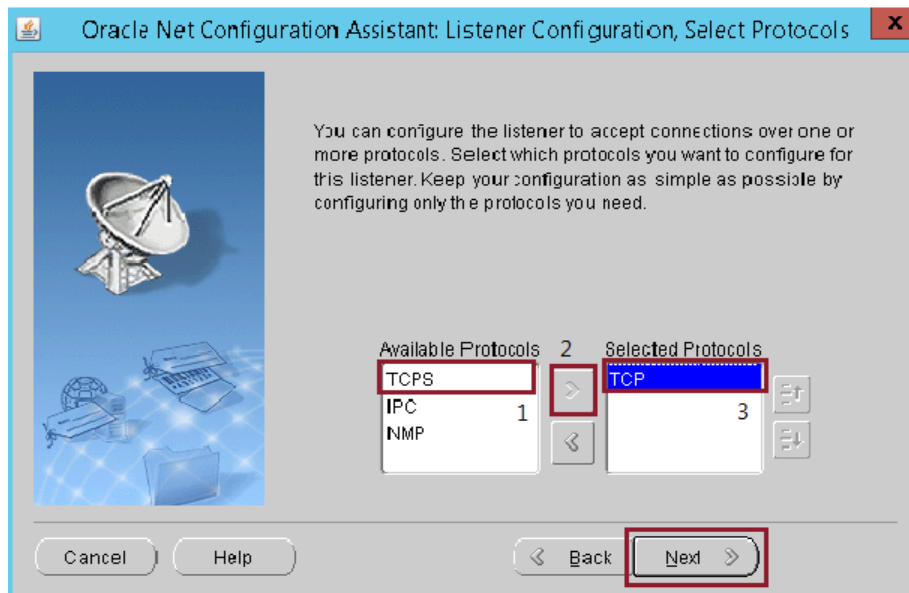 Oracle Net Configuration Assistant: Listener Configuration, Select Protocols
x
You can configure the listener to accept connections over one or
more protocols. Select which protocols you want to configure for
this listener. Keep your configuration as simple as possible by
configuring only the protocols you need.
Available Protocols 2 Selected Protocols
TCPS
TCP
IPC
1
3
NMP
Cancel
Help
Back
Next